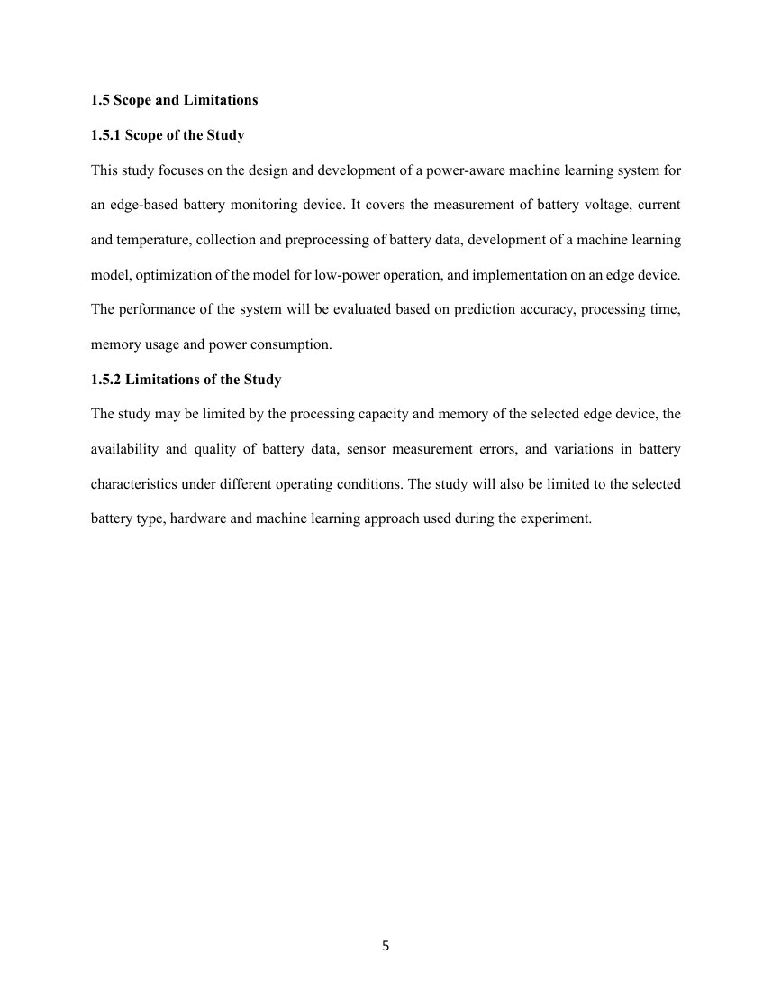 1.5 Scope and Limitations
1.5.1 Scope of the Study
This study focuses on the design and development of a power-aware machine learning system for
an edge-based battery monitoring device. It covers the measurement of battery voltage, current
and temperature, collection and preprocessing of battery data, development of a machine learning
model, optimization of the model for low-power operation, and implementation on an edge device.
The performance of the system will be evaluated based on prediction accuracy, processing time,
memory usage and power consumption.
1.5.2 Limitations of the Study
The study may be limited by the processing capacity and memory of the selected edge device, the
availability and quality of battery data, sensor measurement errors, and variations in battery
characteristics under different operating conditions. The study will also be limited to the selected
battery type, hardware and machine learning approach used during the experiment.
5